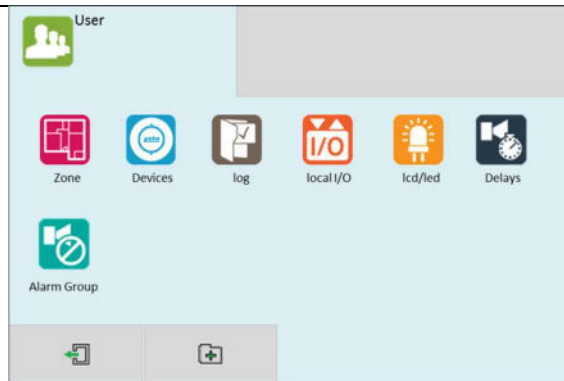 User
I/O
Zone
Devices
log
local I/O
lcd/led
Delays
Alarm Group